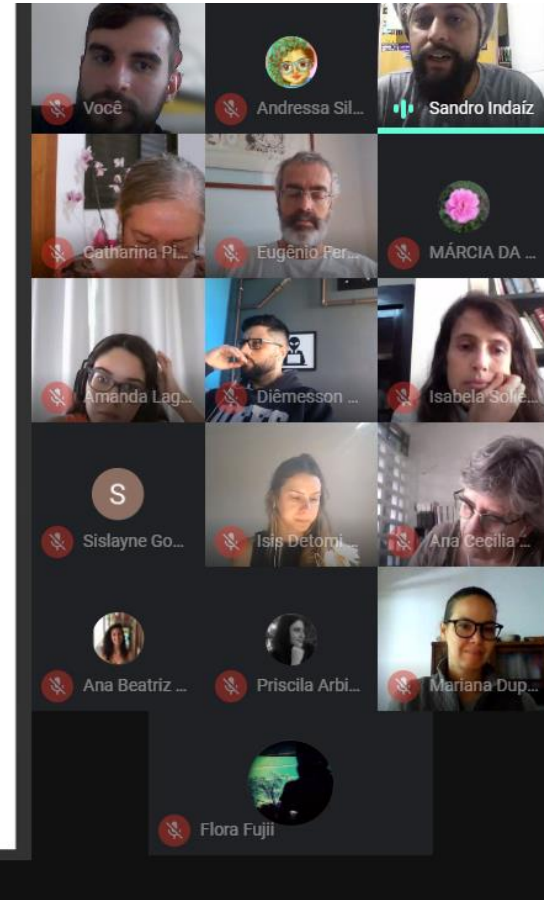 Você
Andressa Sil...
Sandro Indaíz
Catharina Pi...
Eugênio Per...
MÁRCIA DA ...
Amanda Lag...
Diêmesson ...
Isabela Solle...
S
Sislayne Go...
Isis Detomi ...
Ana Cecília ...
Ana Beatriz ...
Priscila Arbi...
Mariana Dup...
Flora Fujii